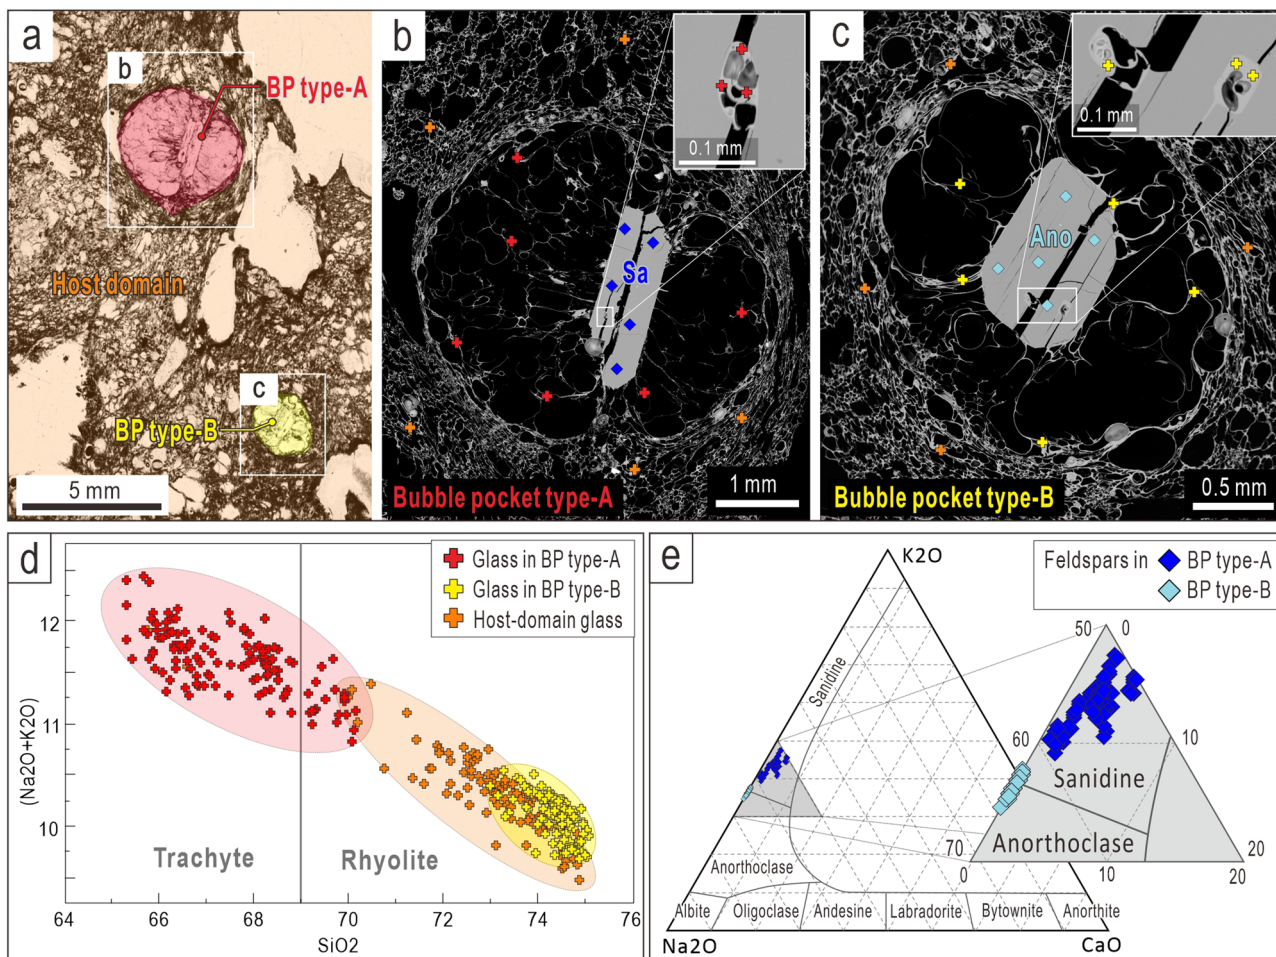 a
b
BP type-A
Host domain
c
BP type-B
5 mm
b
0.1 mm
Sa
Bubble pocket type-A
1 mm
c
0.1 mm
Ano
Bubble pocket type-B
0.5 mm
d
Glass in BP type-A
Glass in BP type-B
Host-domain glass
12
11
10
(Na2O+K2O)
Trachyte
Rhyolite
64
66
68
70
72
74
76
SiO2
e
K2O
Feldspars in
BP type-A
BP type-B
Sanidine
50
0
60
10
Sanidine
Anorthoclase
70
0
10
20
20
Anorthoclase
Albite
Oligoclase
Andesine
Labradorite
Bytownite
Anorthite
Na2O
CaO